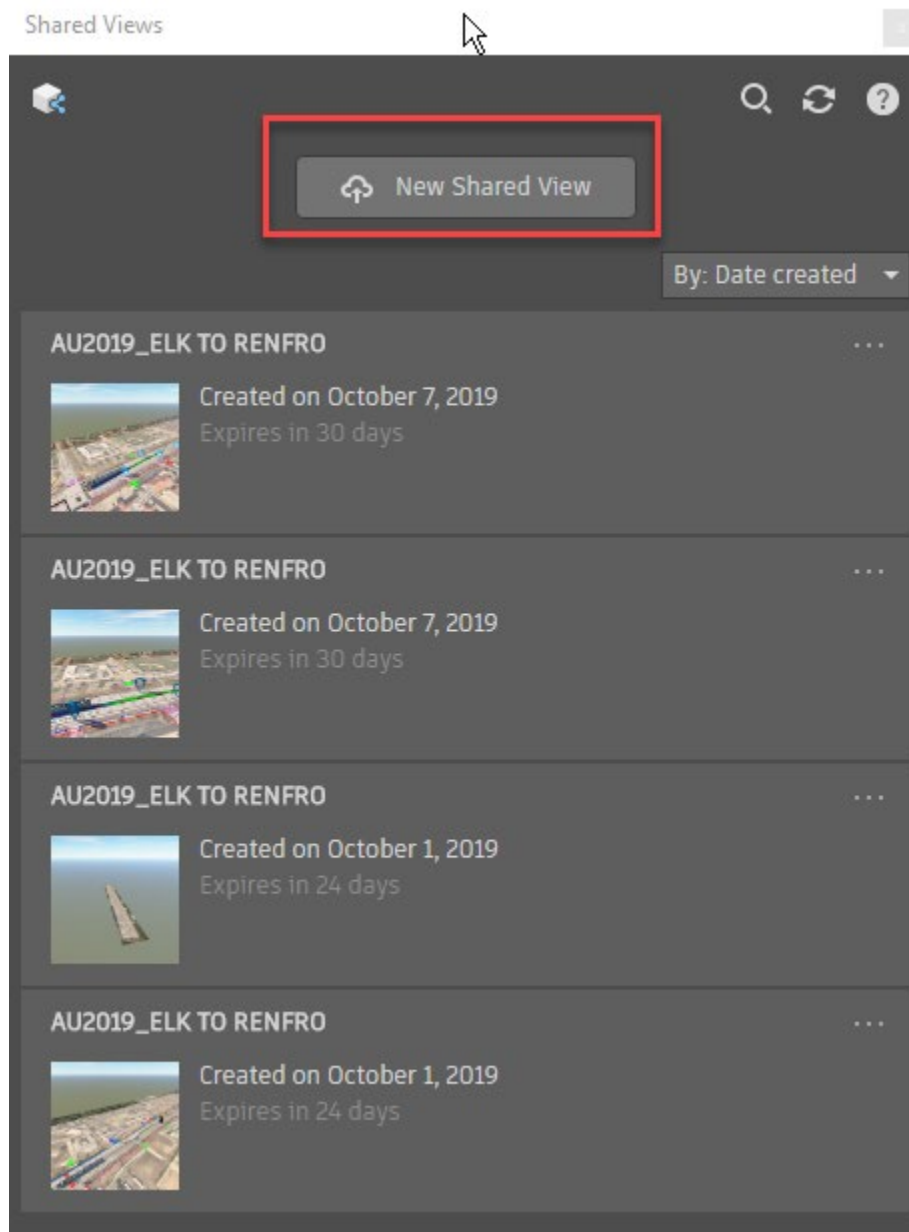 Shared Views
New Shared View
By: Date created
AU2019_ELK TO RENFRO
...
Created on October 7, 2019
Expires in 30 days
AU2019_ELK TO RENFRO
...
Created on October 7, 2019
Expires in 30 days
AU2019_ELK TO RENFRO
...
Created on October 1, 2019
Expires in 24 days
AU2019_ELK TO RENFRO
...
Created on October 1, 2019
Expires in 24 days